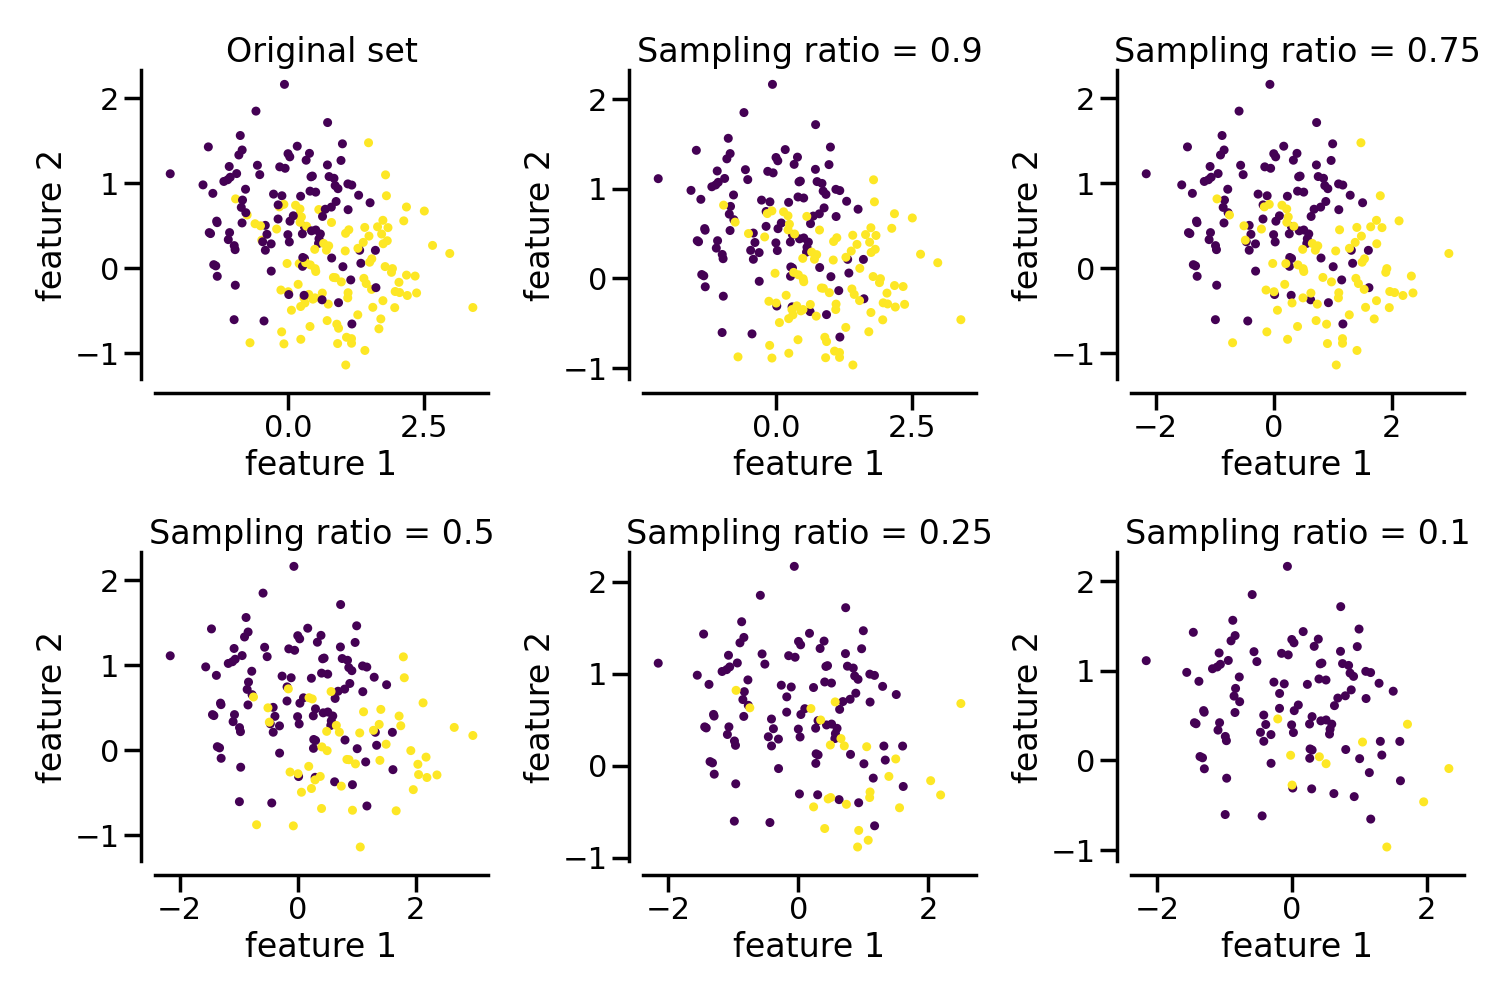 Original set
2
1
0
−1
feature 2
0.0
2.5
feature 1
Sampling ratio = 0.9
2
1
0
−1
feature 2
0.0
2.5
feature 1
Sampling ratio = 0.75
2
1
0
−1
feature 2
−2
0
2
feature 1
Sampling ratio = 0.5
2
1
0
−1
feature 2
−2
0
2
feature 1
Sampling ratio = 0.25
2
1
0
−1
feature 2
−2
0
2
feature 1
Sampling ratio = 0.1
2
1
0
−1
feature 2
−2
0
2
feature 1